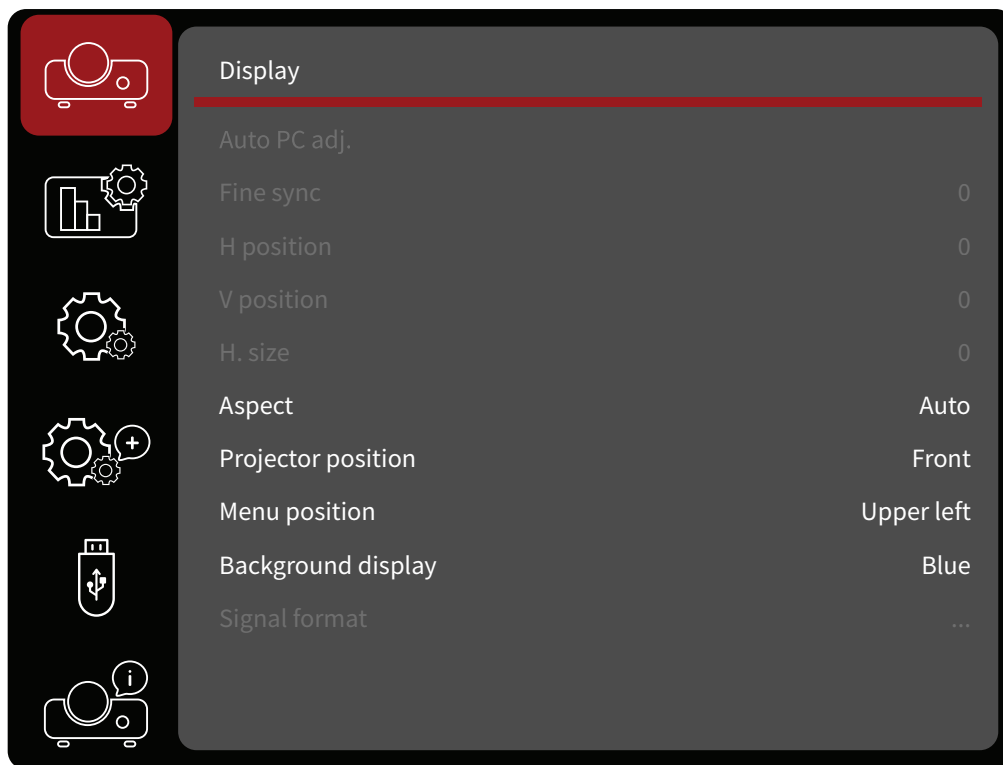 Display
Auto PC adj.
Fine sync 0
H position 0
V position 0
H. size 0
Aspect Auto
Projector position Front
Menu position Upper left
Background display Blue
Signal format ...
i